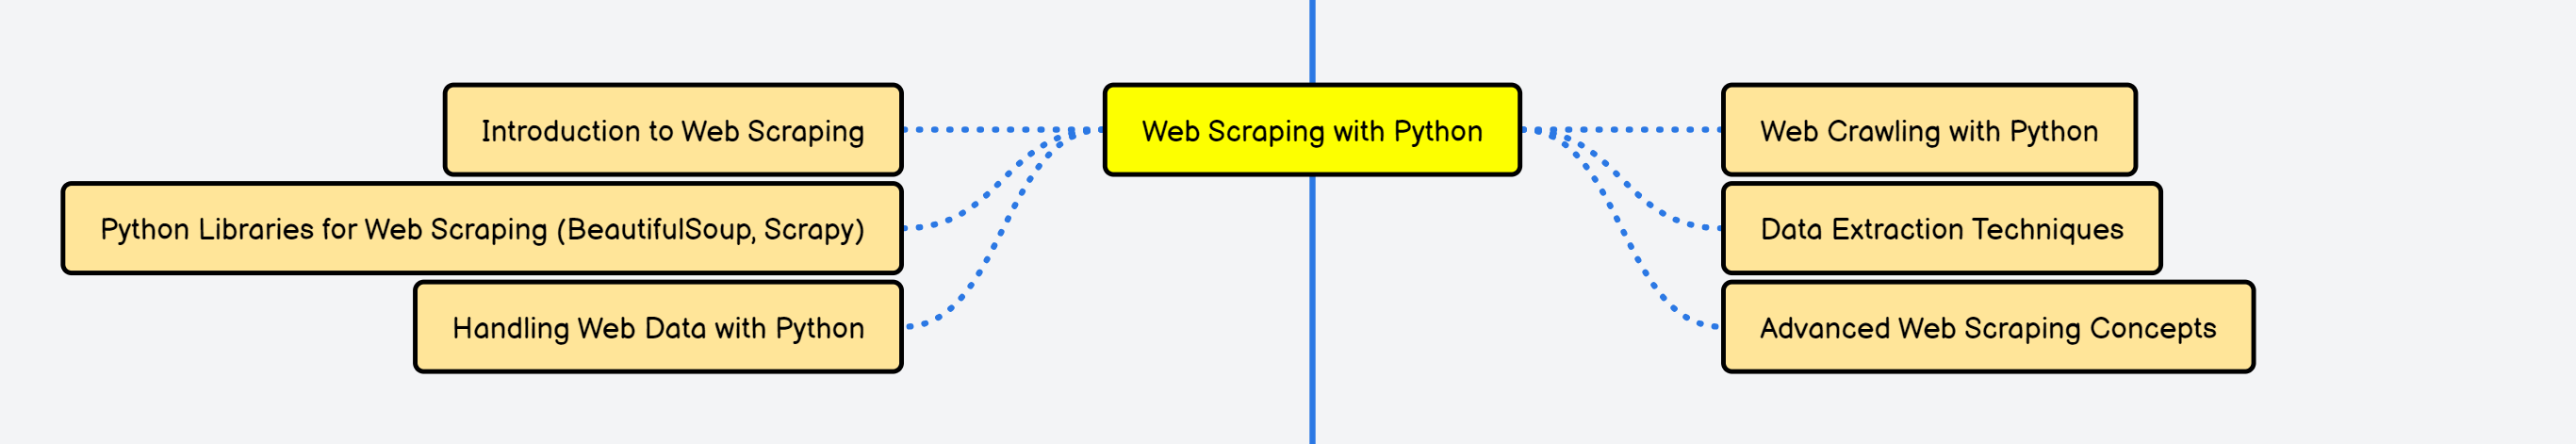 Introduction to Web Scraping
Python Libraries for Web Scraping (BeautifulSoup, Scrapy)
Handling Web Data with Python
Web Scraping with Python
Web Crawling with Python
Data Extraction Techniques
Advanced Web Scraping Concepts